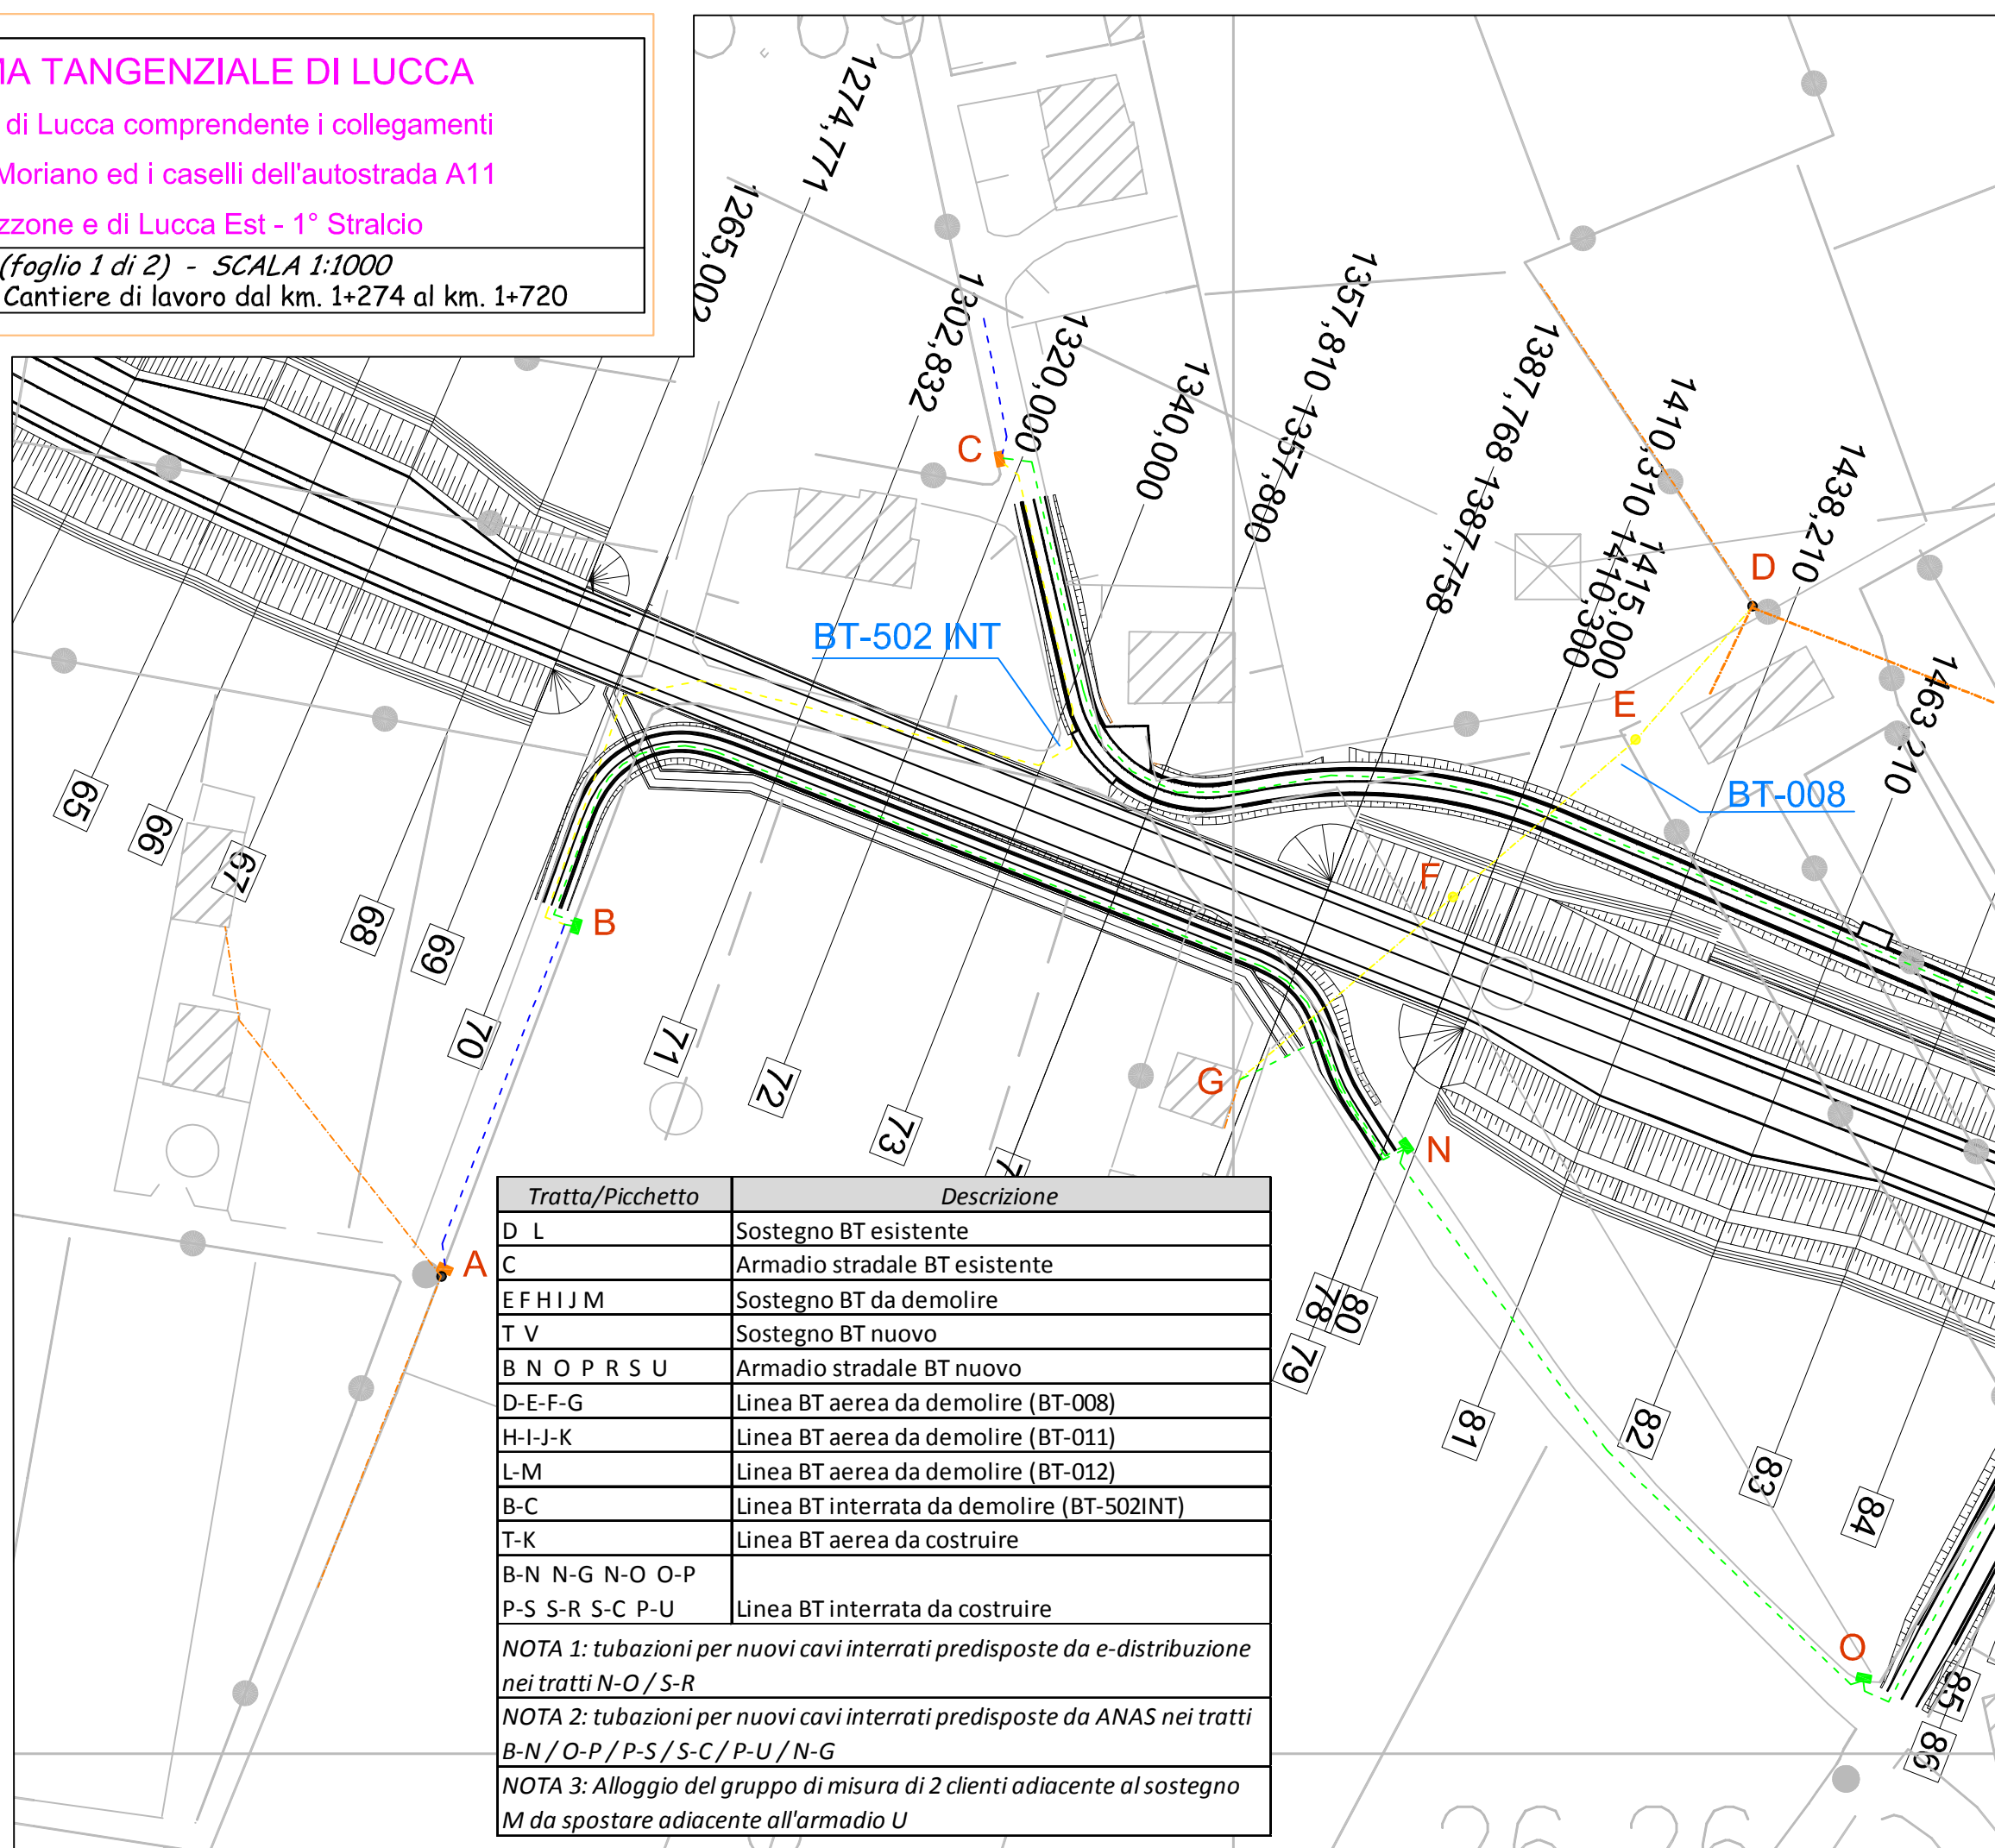 MA TANGENZIALE DI LUCCA
di Lucca comprendente i collegamenti
Moriano ed i caselli dell'autostrada A11
zzone e di Lucca Est - 1° Stralcio
(foglio 1 di 2) - SCALA 1:1000
Cantiere di lavoro dal km. 1+274 al km. 1+720
1265,002
1274,771
1302,832
1320,000
1340,000
1357,800
1357,810
1387,758
1387,768
1410,300
1410,310
1415,000
1438,210
1463,210
C
D
E
BT-502 INT
BT-008
F
B
G
N
A
O
65
66
67
68
69
70
71
72
73
78
80
79
81
82
83
84
85
86
Tratta/Picchetto Descrizione
D L Sostegno BT esistente
C Armadio stradale BT esistente
E F H I J M Sostegno BT da demolire
T V Sostegno BT nuovo
B N O P R S U Armadio stradale BT nuovo
D-E-F-G Linea BT aerea da demolire (BT-008)
H-I-J-K Linea BT aerea da demolire (BT-011)
L-M Linea BT aerea da demolire (BT-012)
B-C Linea BT interrata da demolire (BT-502INT)
T-K Linea BT aerea da costruire
B-N N-G N-O O-P
P-S S-R S-C P-U Linea BT interrata da costruire
NOTA 1: tubazioni per nuovi cavi interrati predisposte da e-distribuzione
nei tratti N-O / S-R
NOTA 2: tubazioni per nuovi cavi interrati predisposte da ANAS nei tratti
B-N / O-P / P-S / S-C / P-U / N-G
NOTA 3: Alloggio del gruppo di misura di 2 clienti adiacente al sostegno
M da spostare adiacente all'armadio U